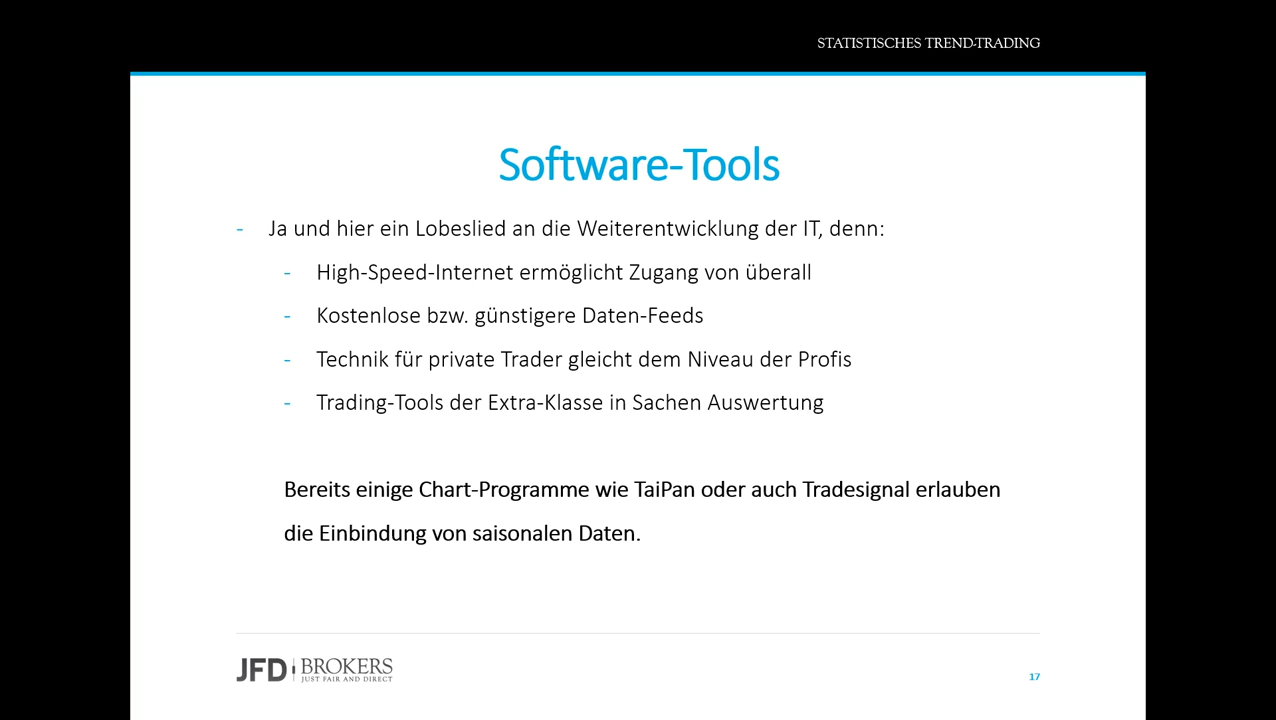 STATISTISCHES TREND-TRADING
Software-Tools
- Ja und hier ein Lobeslied an die Weiterentwicklung der IT, denn:
- High-Speed-Internet ermöglicht Zugang von überall
- Kostenlose bzw. günstigere Daten-Feeds
- Technik für private Trader gleicht dem Niveau der Profis
- Trading-Tools der Extra-Klasse in Sachen Auswertung
Bereits einige Chart-Programme wie TaiPan oder auch Tradesignal erlauben
die Einbindung von saisonalen Daten.
JFD BROKERS
JUST FAIR AND DIRECT
17